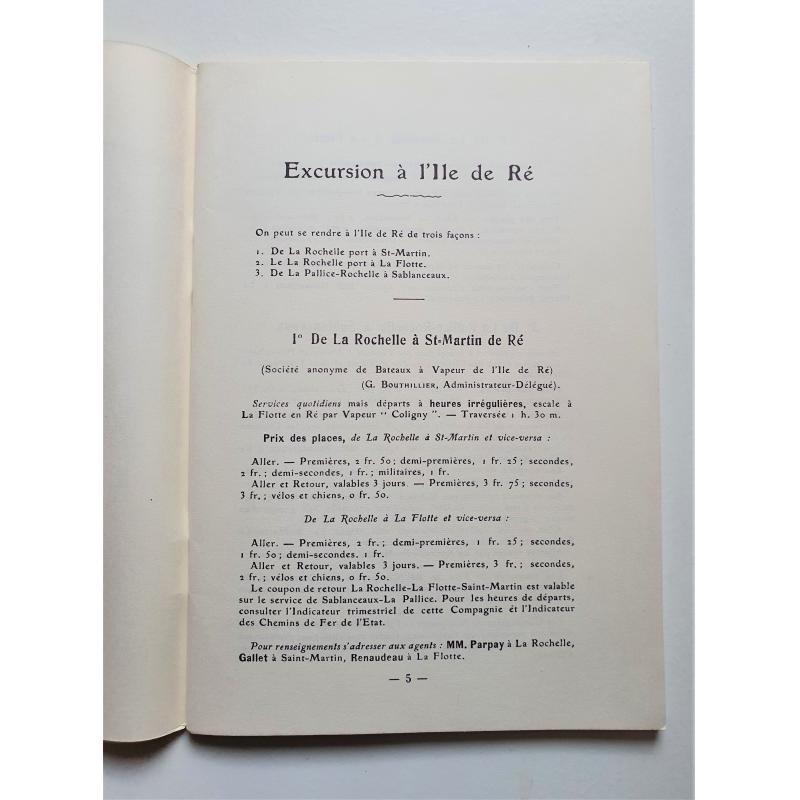 Excursion à l'Ile de Ré
On peut se rendre à l'Ile de Ré de trois façons :
1. De La Rochelle port à St-Martin.
2. Le La Rochelle port à La Flotte.
3. De La Pallice-Rochelle à Sablanceaux.
1º De La Rochelle à St-Martin de Ré
(Société anonyme de Bateaux à Vapeur de l'Ile de Ré)
(G. BOUTHILLIER, Administrateur-Délégué).
Services quotidiens mais départs à heures irrégulières, escale à
La Flotte en Ré par Vapeur “ Coligny ”. — Traversée 1 h. 30 m.
Prix des places, de La Rochelle à St-Martin et vice-versa :
Aller. — Premières, 2 fr. 50 ; demi-premières, 1 fr. 25 ; secondes,
2 fr. ; demi-secondes, 1 fr. ; militaires, 1 fr.
Aller et Retour, valables 3 jours. — Premières, 3 fr. 75 ; secondes,
3 fr. ; vélos et chiens, 0 fr. 50.
De La Rochelle à La Flotte et vice-versa :
Aller. — Premières, 2 fr. ; demi-premières, 1 fr. 25 ; secondes,
1 fr. 50 ; demi-secondes. 1 fr.
Aller et Retour, valables 3 jours. — Premières, 3 fr. ; secondes,
2 fr. ; vélos et chiens, 0 fr. 50.
Le coupon de retour La Rochelle-La Flotte-Saint-Martin est valable
sur le service de Sablanceaux-La Pallice. Pour les heures de départs,
consulter l'Indicateur trimestriel de cette Compagnie ét l'Indicateur
des Chemins de Fer de l'Etat.
Pour renseignements s'adresser aux agents : MM. Parpay à La Rochelle,
Gallet à Saint-Martin, Renaudeau à La Flotte.
— 5 —